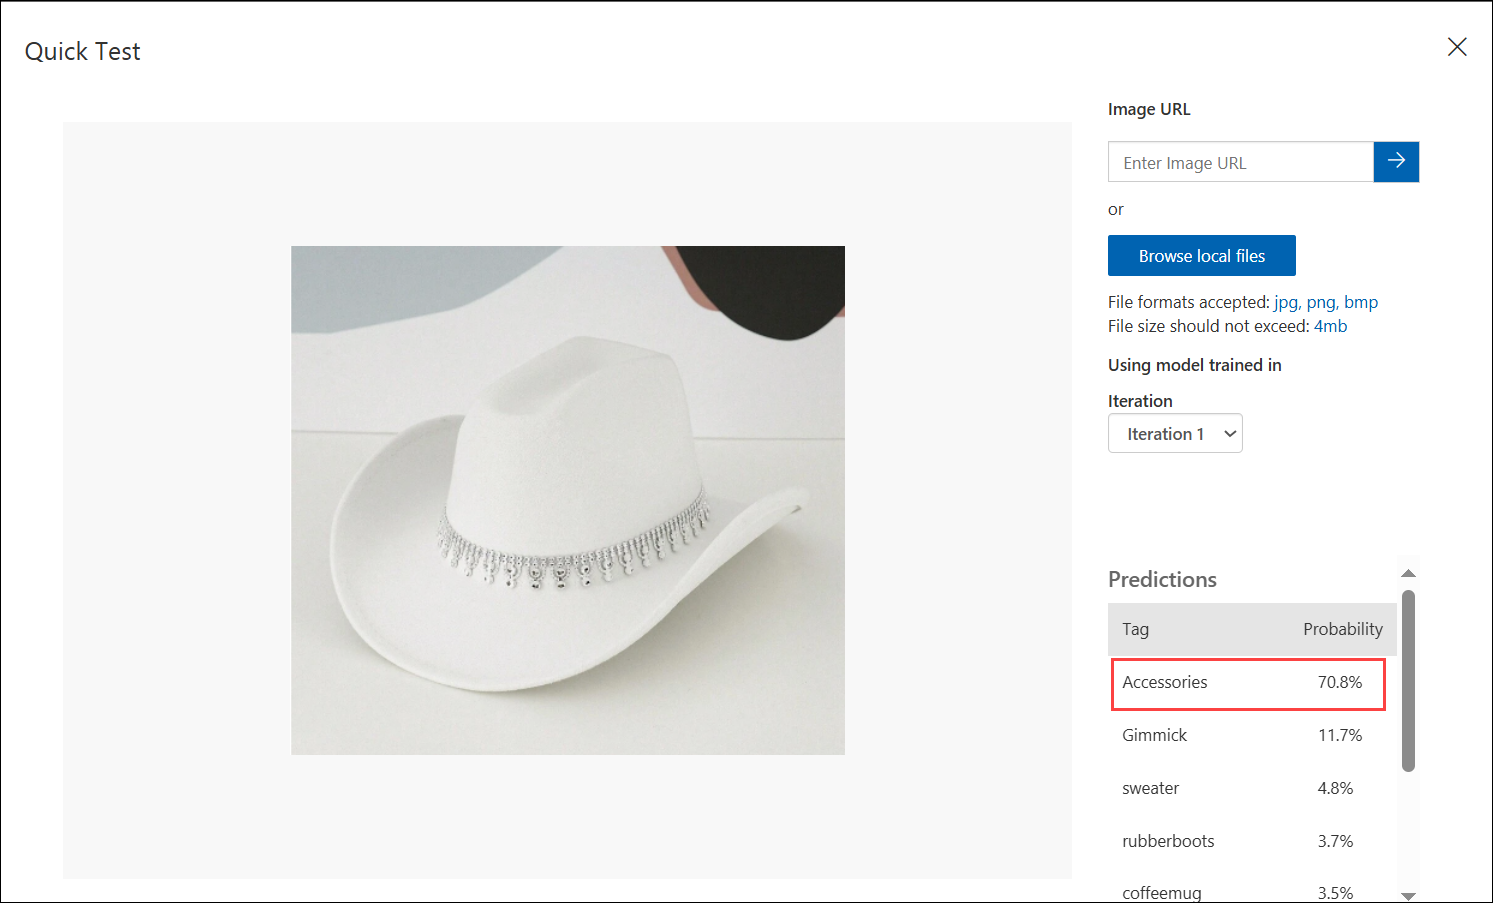 Quick Test
Image URL
Enter Image URL
or
Browse local files
File formats accepted: jpg, png, bmp
File size should not exceed: 4mb
Using model trained in
Iteration
Iteration 1
Predictions
Tag Probability
Accessories 70.8%
Gimmick 11.7%
sweater 4.8%
rubberboots 3.7%
coffeemug 3.5%